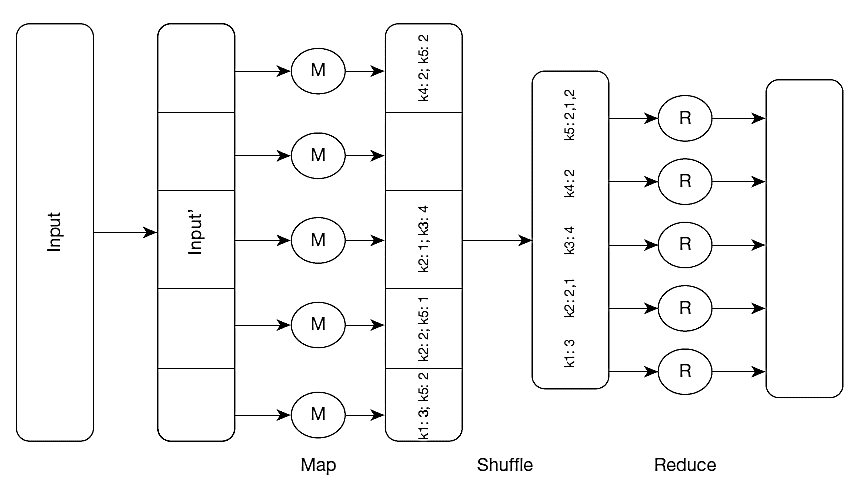 Input
Input'
M
M
M
M
M
k4: 2; k5: 2
k2: 1; k3: 4
k2: 2; k5: 1
k1: 3; k5: 2
k5: 2,1,2
k4: 2
k3: 4
k2: 2,1
k1: 3
R
R
R
R
R
Map
Shuffle
Reduce